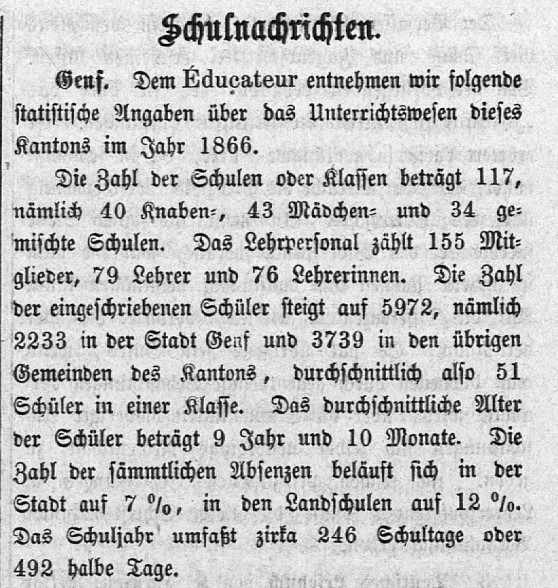 Schulnachrichten.
Genf. Dem Educateur entnehmen wir folgende
statistische Angaben über das Unterrichtswesen dieses
Kantons im Jahr 1866.
Die Zahl der Schulen oder Klassen beträgt 117,
nämlich 40 Knaben-, 43 Mädchen- und 34 ge-
mischte Schulen. Das Lehrpersonal zählt 155 Mit-
glieder, 79 Lehrer und 76 Lehrerinnen. Die Zahl
der eingeschriebenen Schüler steigt auf 5972, nämlich
2233 in der Stadt Genf und 3739 in den übrigen
Gemeinden des Kantons, durchschnittlich also 51
Schüler in einer Klasse. Das durchschnittliche Alter
der Schüler beträgt 9 Jahr und 10 Monate. Die
Zahl der sämmtlichen Absenzen beläuft sich in der
Stadt auf 7 %, in den Landschulen auf 12 %.
Das Schuljahr umfaßt zirka 246 Schultage oder
492 halbe Tage.